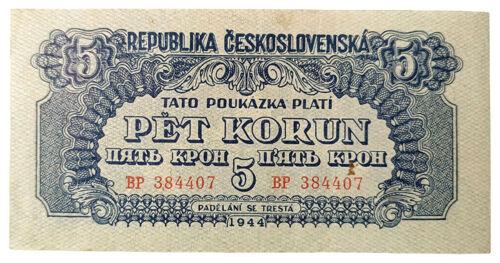 REPUBLIKA ČESKOSLOVENSKÁ
5 5
TATO POUKÁZKA PLATÍ
PĚT KORUN
ПЯТЬ КРОН П'ЯТЬ КРОН
BP 384407 5 BP 384407
PADĚLÁNÍ SE TRESTÁ
1944